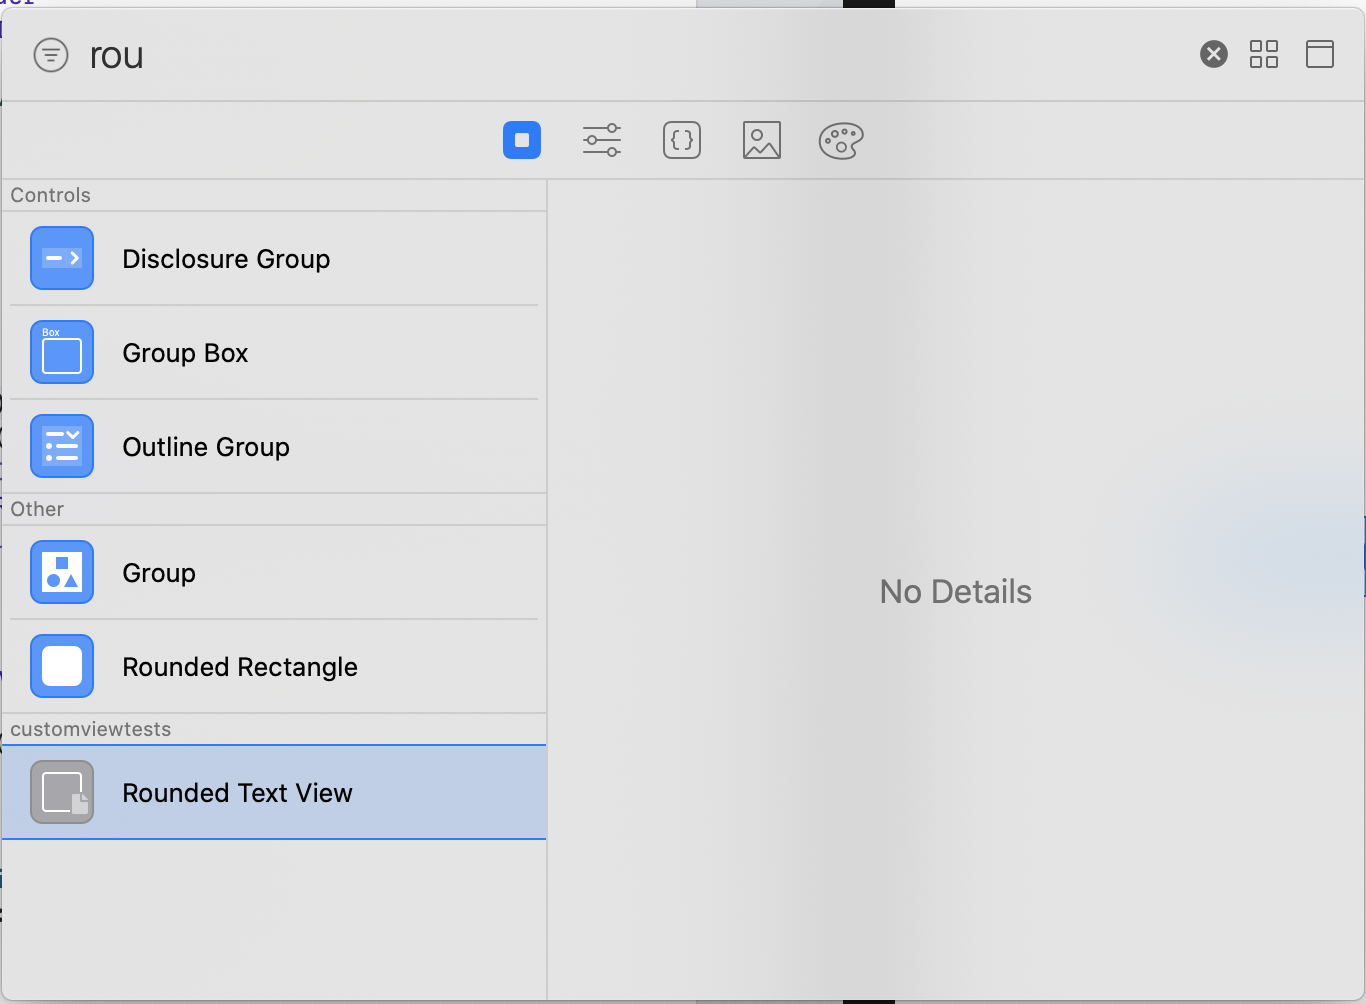 rou
Controls
Disclosure Group
Box
Group Box
Outline Group
Other
Group
Rounded Rectangle
customviewtests
Rounded Text View
No Details